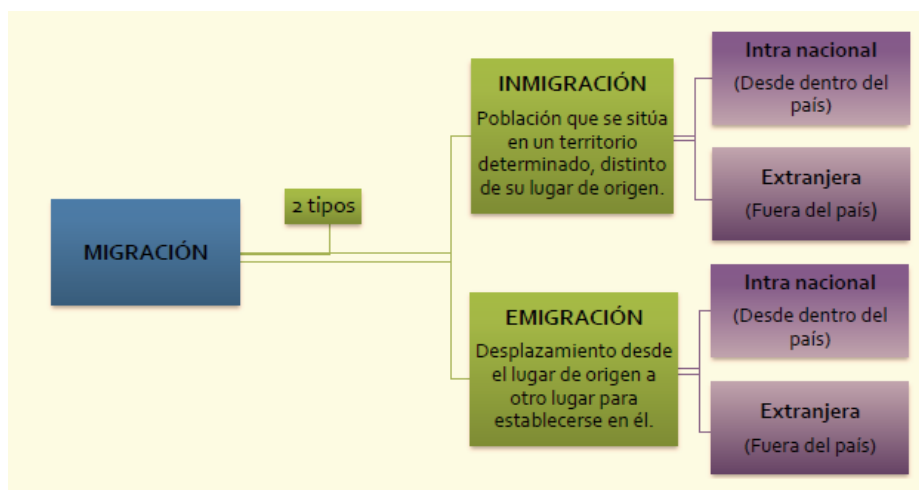 MIGRACIÓN
2 tipos
INMIGRACIÓN
Población que se sitúa
en un territorio
determinado, distinto
de su lugar de origen.
Intra nacional
(Desde dentro del
país)
Extranjera
(Fuera del país)
EMIGRACIÓN
Desplazamiento desde
el lugar de origen a
otro lugar para
establecerse en él.
Intra nacional
(Desde dentro del
país)
Extranjera
(Fuera del país)